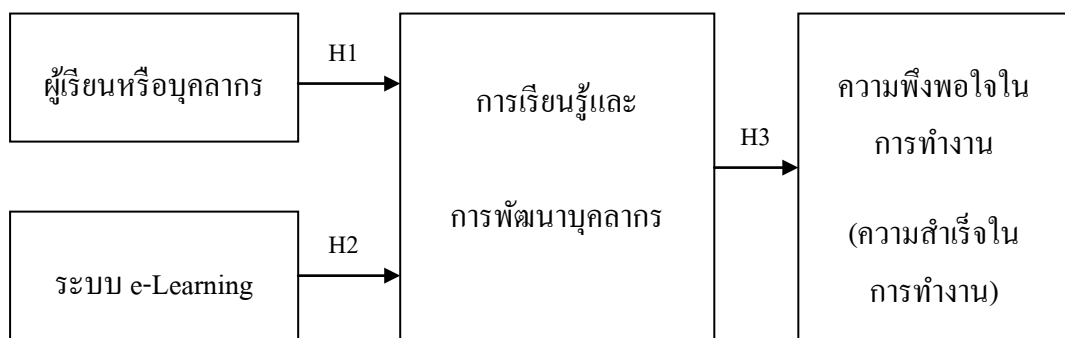 ผู้เรียนหรือบุคลากร
H1
ระบบ e-Learning
H2
การเรียนรู้และ
การพัฒนาบุคลากร
H3
ความพึงพอใจใน
การทำงาน
(ความสำเร็จใน
การทำงาน)